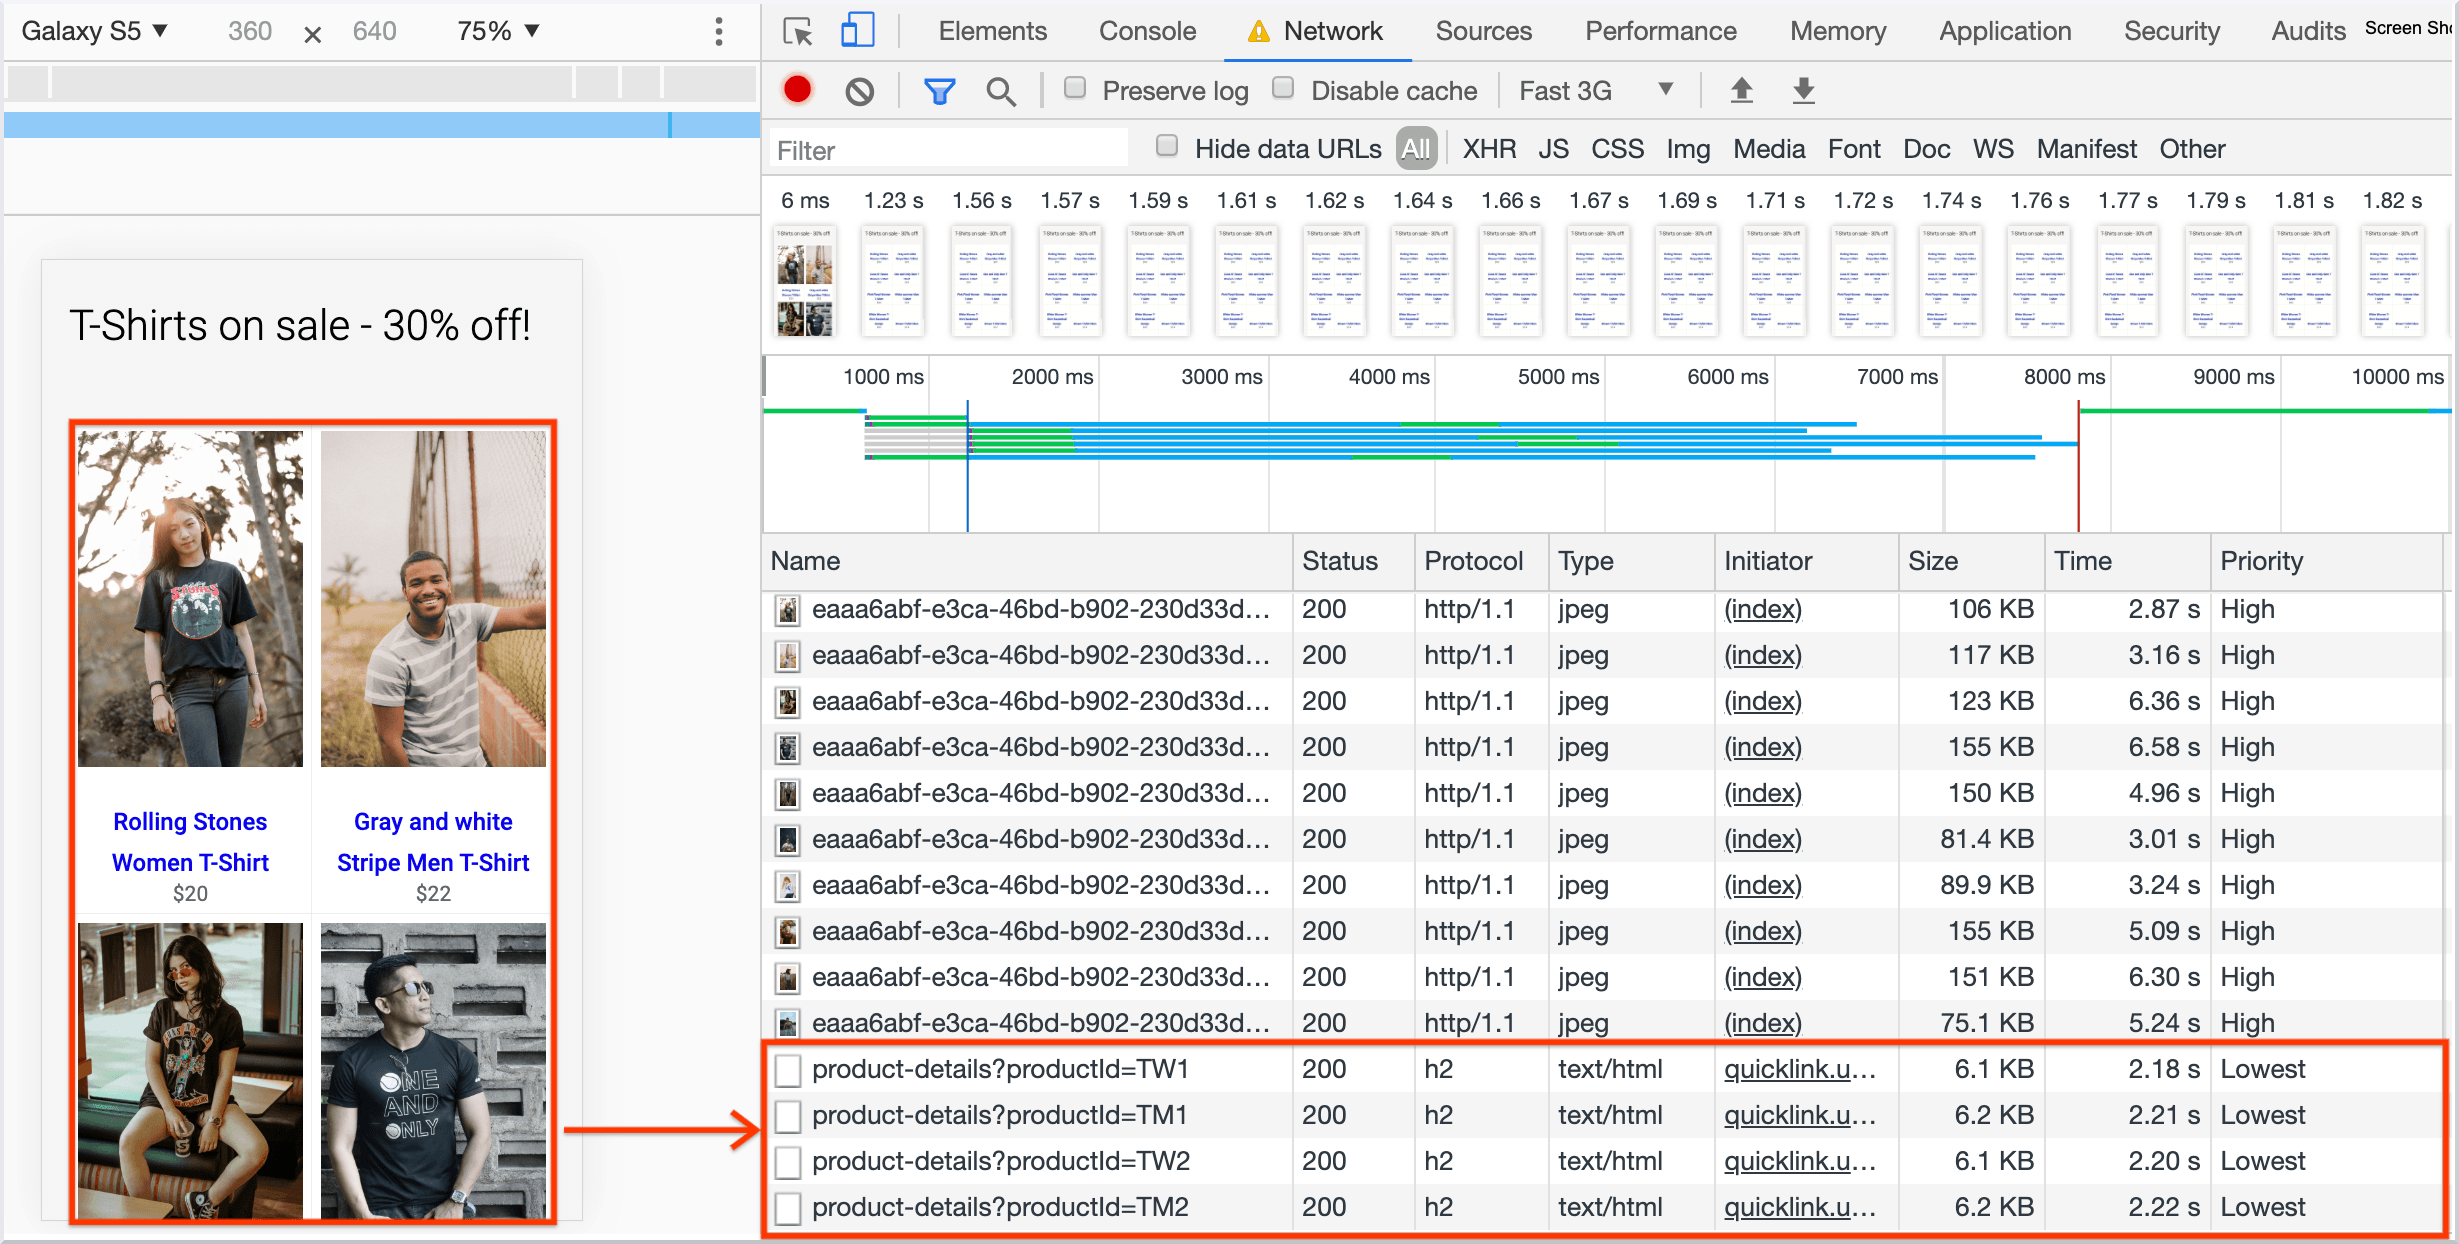 Galaxy S5 ▼ 360 × 640 75% ▼
Elements Console Network Sources Performance Memory Application Security Audits Screen Sho
Preserve log Disable cache Fast 3G ▼
Filter Hide data URLs All XHR JS CSS Img Media Font Doc WS Manifest Other
6 ms 1.23 s 1.56 s 1.57 s 1.59 s 1.61 s 1.62 s 1.64 s 1.66 s 1.67 s 1.69 s 1.71 s 1.72 s 1.74 s 1.76 s 1.77 s 1.79 s 1.81 s 1.82 s
1000 ms 2000 ms 3000 ms 4000 ms 5000 ms 6000 ms 7000 ms 8000 ms 9000 ms 10000 ms
T-Shirts on sale - 30% off!
STONES
Rolling Stones
Women T-Shirt
$20
Gray and white
Stripe Men T-Shirt
$22
ONE
AND
ONLY
Name Status Protocol Type Initiator Size Time Priority
eaaa6abf-e3ca-46bd-b902-230d33d... 200 http/1.1 jpeg (index) 106 KB 2.87 s High
eaaa6abf-e3ca-46bd-b902-230d33d... 200 http/1.1 jpeg (index) 117 KB 3.16 s High
eaaa6abf-e3ca-46bd-b902-230d33d... 200 http/1.1 jpeg (index) 123 KB 6.36 s High
eaaa6abf-e3ca-46bd-b902-230d33d... 200 http/1.1 jpeg (index) 155 KB 6.58 s High
eaaa6abf-e3ca-46bd-b902-230d33d... 200 http/1.1 jpeg (index) 150 KB 4.96 s High
eaaa6abf-e3ca-46bd-b902-230d33d... 200 http/1.1 jpeg (index) 81.4 KB 3.01 s High
eaaa6abf-e3ca-46bd-b902-230d33d... 200 http/1.1 jpeg (index) 89.9 KB 3.24 s High
eaaa6abf-e3ca-46bd-b902-230d33d... 200 http/1.1 jpeg (index) 155 KB 5.09 s High
eaaa6abf-e3ca-46bd-b902-230d33d... 200 http/1.1 jpeg (index) 151 KB 6.30 s High
eaaa6abf-e3ca-46bd-b902-230d33d... 200 http/1.1 jpeg (index) 75.1 KB 5.24 s High
product-details?productId=TW1 200 h2 text/html quicklink.u... 6.1 KB 2.18 s Lowest
product-details?productId=TM1 200 h2 text/html quicklink.u... 6.2 KB 2.21 s Lowest
product-details?productId=TW2 200 h2 text/html quicklink.u... 6.1 KB 2.20 s Lowest
product-details?productId=TM2 200 h2 text/html quicklink.u... 6.2 KB 2.22 s Lowest